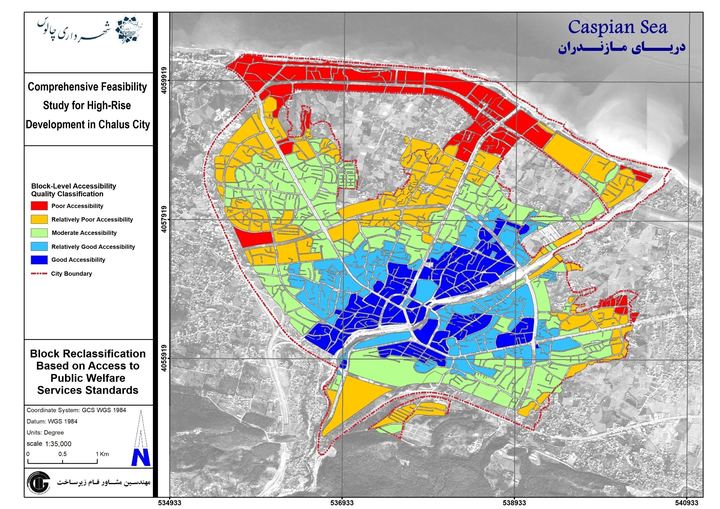 شهرداری چالوس
Comprehensive Feasibility
Study for High-Rise
Development in Chalus City
Block-Level Accessibility
Quality Classification
Poor Accessibility
Relatively Poor Accessibility
Moderate Accessibility
Relatively Good Accessibility
Good Accessibility
City Boundary
Block Reclassification
Based on Access to
Public Welfare
Services Standards
Coordinate System: GCS WGS 1984
Datum: WGS 1984
Units: Degree
scale 1:35,000
0 0.5 1 Km
N
مهندسین مشاور فام زیرساخت
Caspian Sea
دریای مازندران
4059919
4057919
4055919
534933 536933 538933 540933